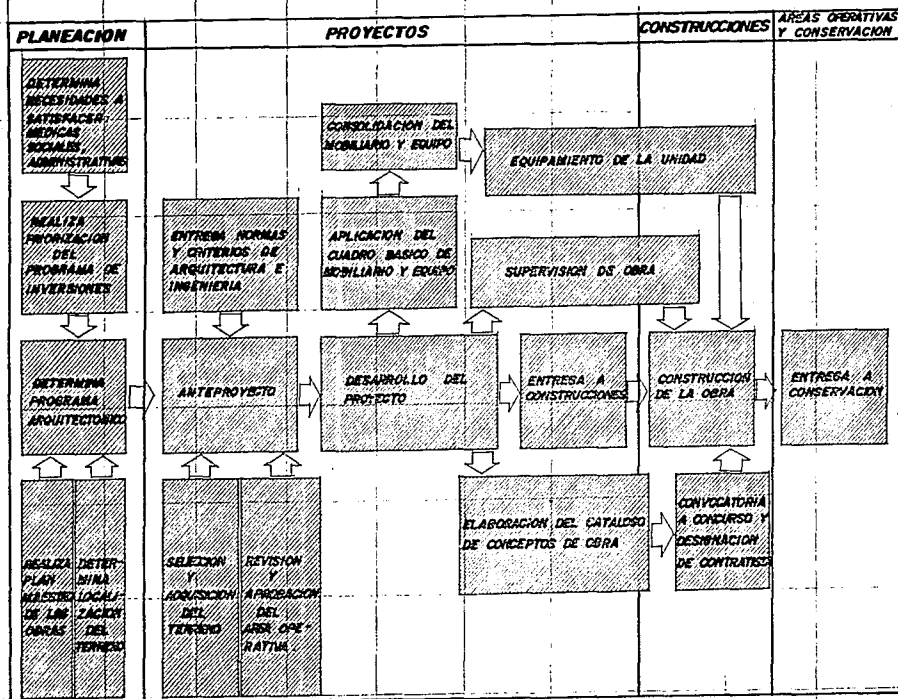 PLANEACION
PROYECTOS
CONSTRUCCIONES
AREAS OPERATIVAS
Y CONSERVACION
DETERMINA
NECESIDADES A
SATISFACER:
MEDICAS
SOCIALES,
ADMINISTRATIVAS
CONSOLIDACION DEL
MOBILIARIO Y EQUIPO
EQUIPAMIENTO DE LA UNIDAD
REALIZA
PRIORIZACION
DEL
PROGRAMA DE
INVERSIONES
ENTREGA NORMAS
Y CRITERIOS DE
ARQUITECTURA E
INGENIERIA
APLICACION DEL
CUADRO BASICO DE
MOBILIARIO Y EQUIPO
SUPERVISION DE OBRA
DETERMINA
PROGRAMA
ARQUITECTONICO
ANTEPROYECTO
DESARROLLO DEL
PROYECTO
ENTREGA A
CONSTRUCCIONES
CONSTRUCCION
DE LA OBRA
ENTREGA A
CONSERVACION
REALIZA
PLAN
MAESTRO
DE LAS
OBRAS
DETER-
MINA
LOCALI-
ZACION
DEL
TERRENO
SELECCION
Y
ADQUISICION
DEL
TERRENO
REVISION
Y
APROBACION
DEL
AREA OPE-
RATIVA.
ELABORACION DEL CATALOGO
DE CONCEPTOS DE OBRA
CONVOCATORIA
A CONCURSO Y
DESIGNACION
DE CONTRATISTA